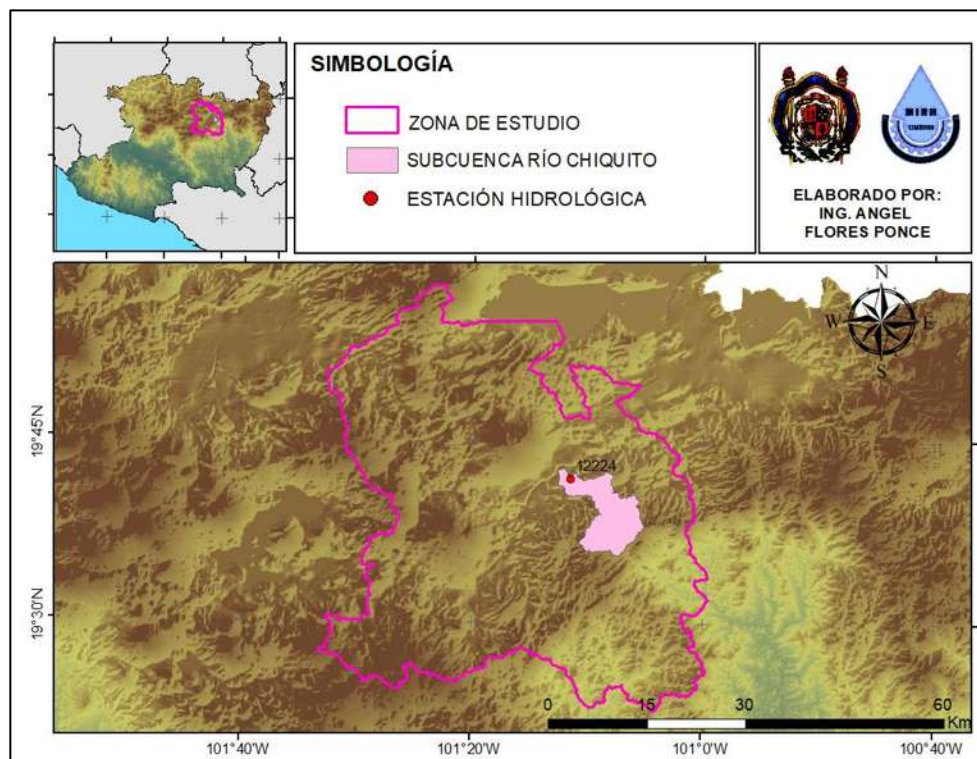 SIMBOLOGÍA
ZONA DE ESTUDIO
SUBCUENCA RÍO CHIQUITO
ESTACIÓN HIDROLÓGICA
ELABORADO POR:
ING. ANGEL
FLORES PONCE
N
W E
S
12224
19°45'N
19°30'N
0 15 30 60
Km
101°40'W 101°20'W 101°0'W 100°40'W